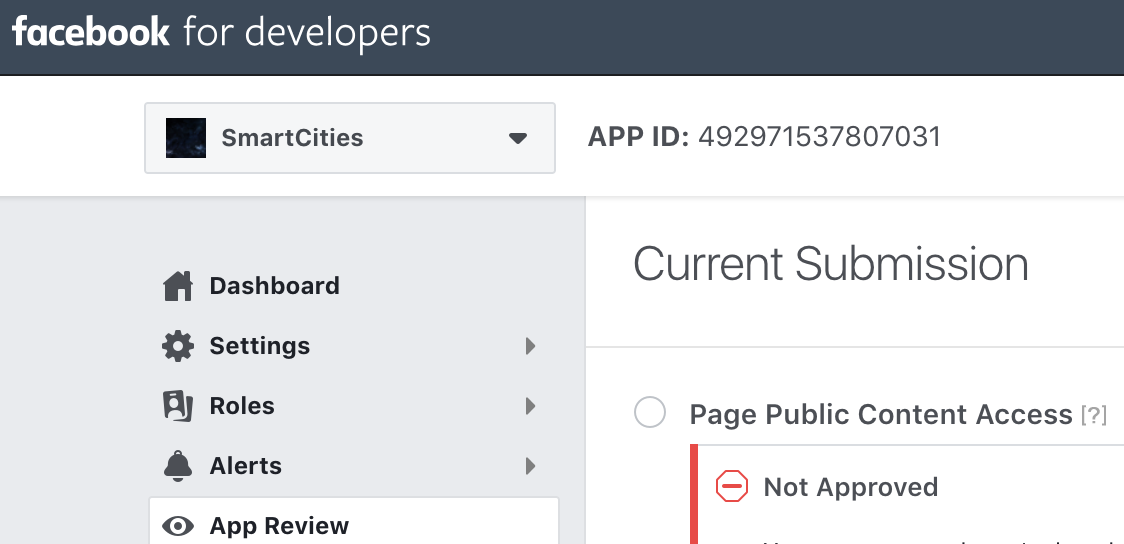 facebook for developers
SmartCities
APP ID: 492971537807031
Dashboard
Settings
Roles
Alerts
App Review
Current Submission
Page Public Content Access [?]
Not Approved